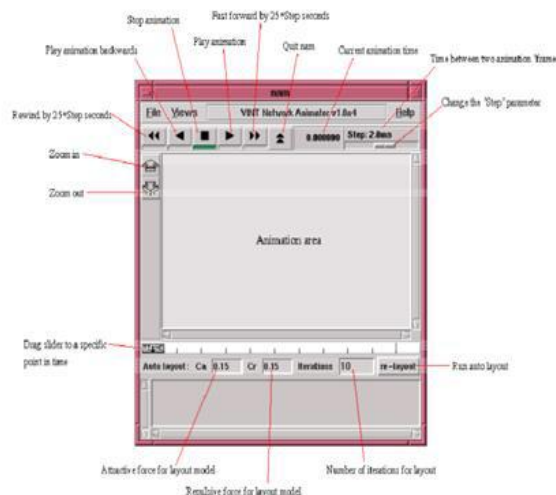 Fast forward by 25*Step seconds
Stop animation
Play animation backwards
Play animation
Quit nam
Current animation time
Time between two animation frame
Rewind by 25*Step seconds
Change the "Step" parameter
nam
File Views VINT Network Animator v1.0a4 Help
0.000000 Step: 2.0ms
Zoom in
Zoom out
Animation area
Drag slider to a specific
point in time
Auto layout: Ca 0.15 Cr 0.15 Iterations 10 re-layout
Run auto layout
Attractive force for layout model
Number of iterations for layout
Repulsive force for layout model